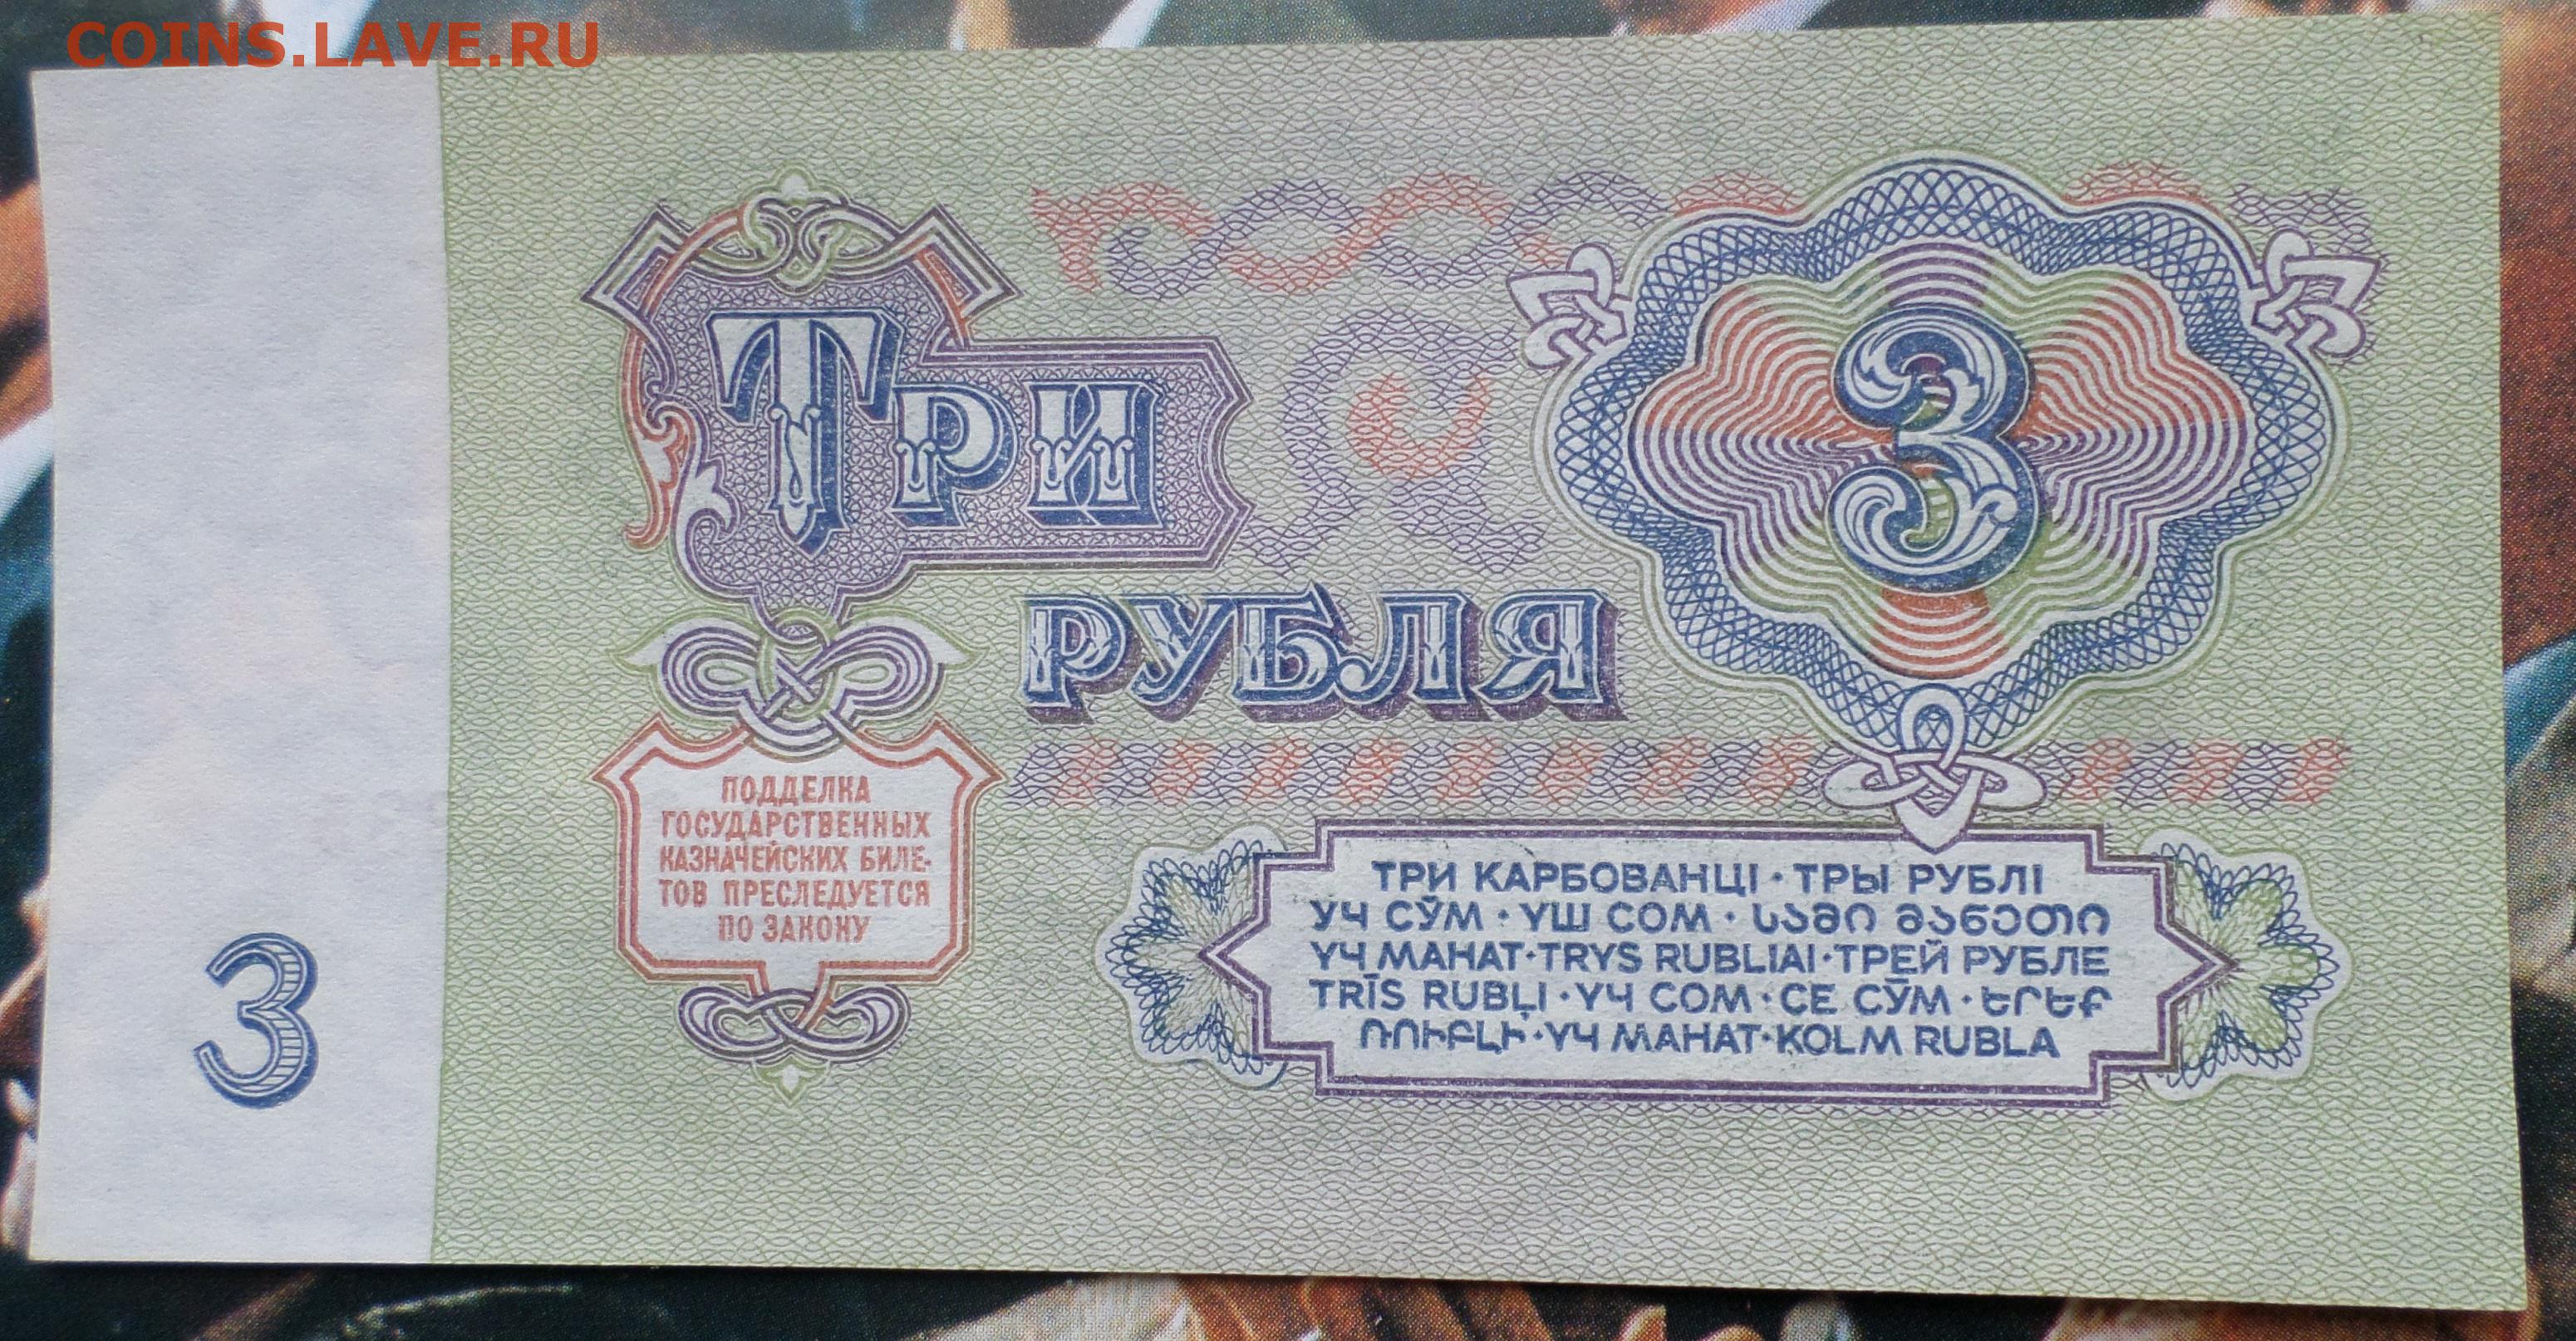 COINS.LAVE.RU
ТРИ
3
РУБЛЯ
ПОДДЕЛКА
ГОСУДАРСТВЕННЫХ
КАЗНАЧЕЙСКИХ БИЛЕ-
ТОВ ПРЕСЛЕДУЕТСЯ
ПО ЗАКОНУ
ТРИ КАРБОВАНЦІ · ТРЫ РУБЛІ
УЧ СЎМ · ҮШ СОМ · ᲡᲐᲛᲘ ᲛᲐᲜᲔᲗᲘ
ҮЧ МАНАТ · TRYS RUBLIAI · ТРЕЙ РУБЛЕ
TRĪS RUBĻI · ҮЧ СОМ · СЕ СӮМ · ԵՐԵՔ
ՌՈՒԲԼԻ · ҮЧ МАНАТ · KOLM RUBLA
3